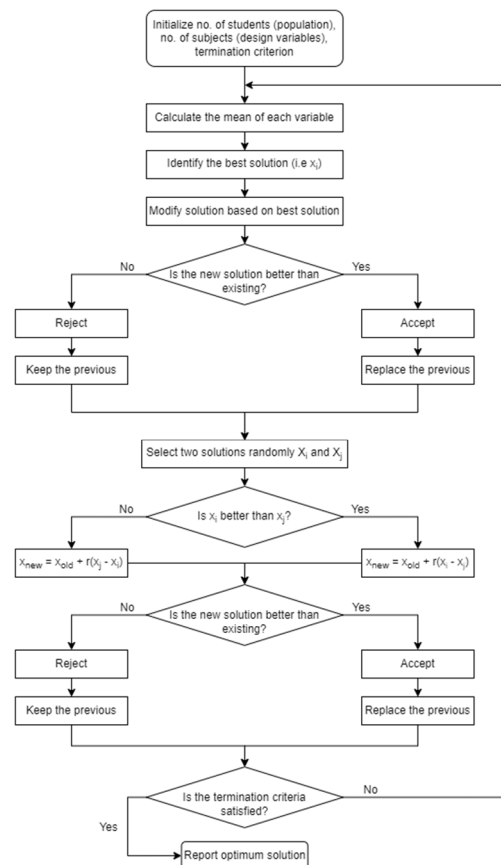 Initialize no. of students (population),
no. of subjects (design variables),
termination criterion
Calculate the mean of each variable
Identify the best solution (i.e xᵢ)
Modify solution based on best solution
No
Yes
Is the new solution better than
existing?
Reject
Accept
Keep the previous
Replace the previous
Select two solutions randomly Xᵢ and Xⱼ
No
Yes
Is xᵢ better than xⱼ?
xnew = xold + r(xⱼ - xᵢ)
xnew = xold + r(xᵢ - xⱼ)
No
Yes
Is the new solution better than
existing?
Reject
Accept
Keep the previous
Replace the previous
Is the termination criteria
satisfied?
No
Yes
Report optimum solution